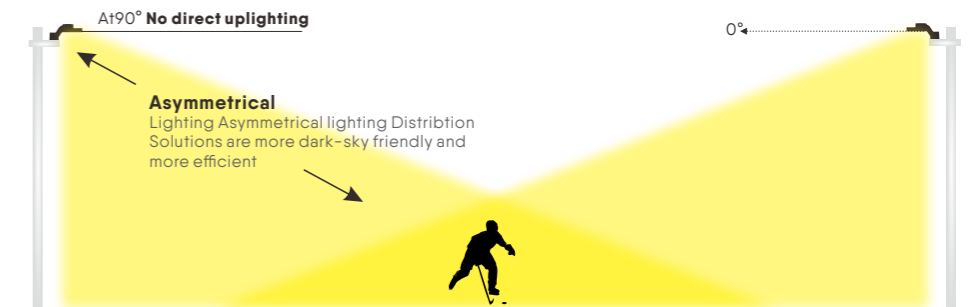 At90° No direct uplighting
0°
Asymmetrical
Lighting Asymmetrical lighting Distribtion
Solutions are more dark-sky friendly and
more efficient